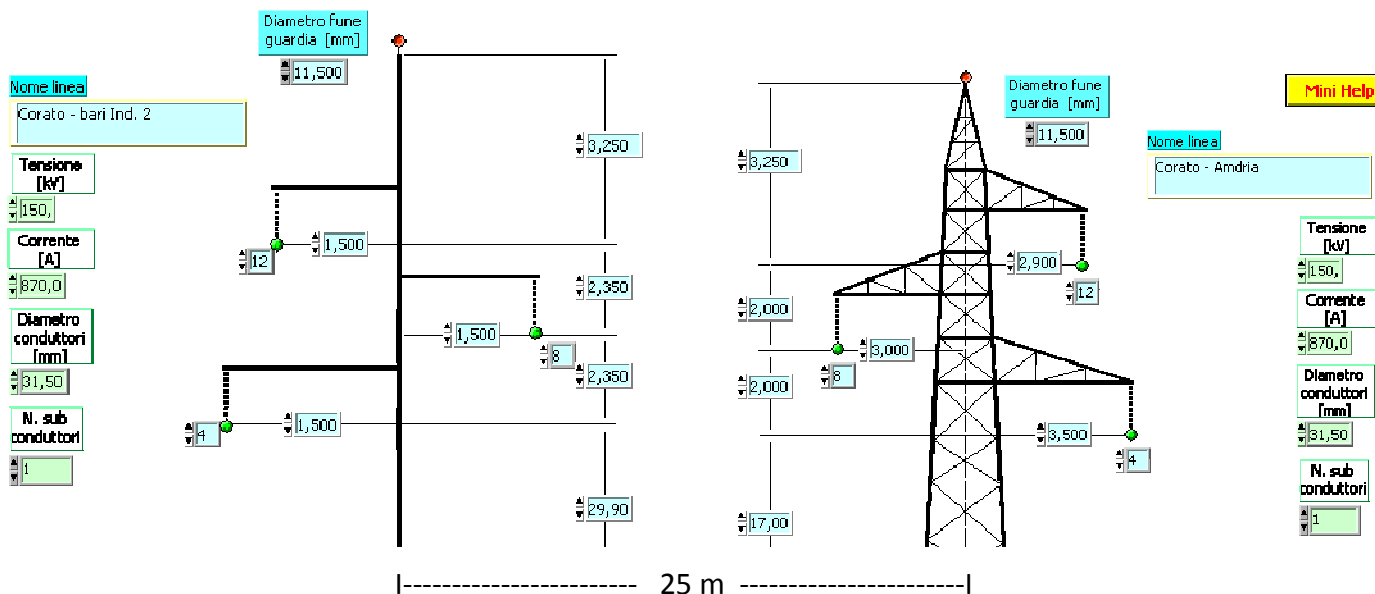 Diametro fune
guardia [mm]
11,500
Nome linea
Corato - bari Ind. 2
Tensione
[kV]
150,
Corrente
[A]
870,0
Diametro
conduttori
[mm]
31,50
N. sub
conduttori
1
3,250
12
1,500
2,350
1,500
8
2,350
4
1,500
29,90
Diametro fune
guardia [mm]
11,500
Mini Help
Nome linea
Corato - Amdria
3,250
2,900
12
2,000
3,000
8
2,000
3,500
4
17,00
Tensione
[kV]
150,
Corrente
[A]
870,0
Diametro
conduttori
[mm]
31,50
N. sub
conduttori
1
25 m